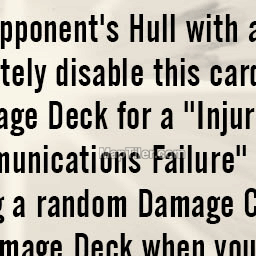 pponent's Hull with a
tely disable this card
age Deck for a "Injur
munications Failure"
g a random Damage C
mage Deck when you